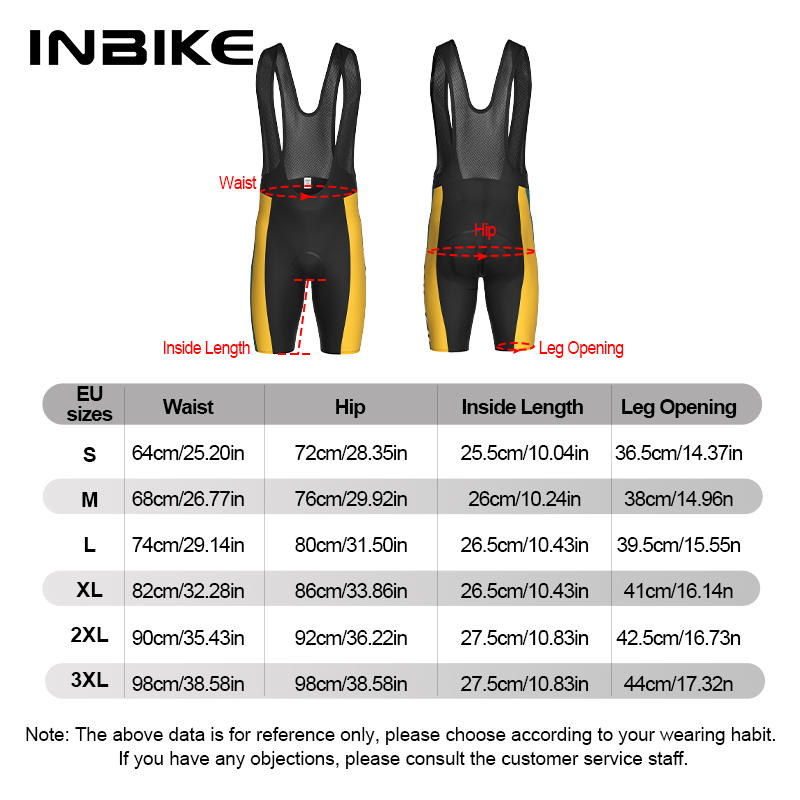 INBIKE
Waist
Hip
Inside Length
Leg Opening
EU sizes Waist Hip Inside Length Leg Opening
S 64cm/25.20in 72cm/28.35in 25.5cm/10.04in 36.5cm/14.37in
M 68cm/26.77in 76cm/29.92in 26cm/10.24in 38cm/14.96n
L 74cm/29.14in 80cm/31.50in 26.5cm/10.43in 39.5cm/15.55n
XL 82cm/32.28in 86cm/33.86in 26.5cm/10.43in 41cm/16.14n
2XL 90cm/35.43in 92cm/36.22in 27.5cm/10.83in 42.5cm/16.73n
3XL 98cm/38.58in 98cm/38.58in 27.5cm/10.83in 44cm/17.32n
Note: The above data is for reference only, please choose according to your wearing habit.
If you have any objections, please consult the customer service staff.